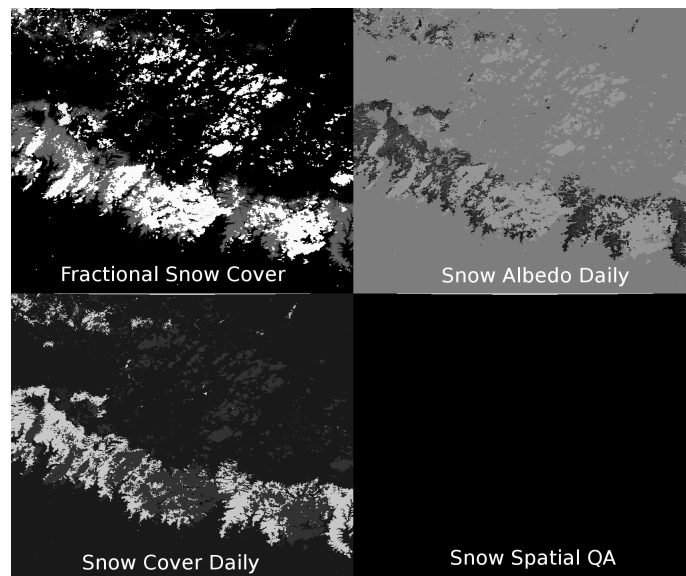 Fractional Snow Cover
Snow Albedo Daily
Snow Cover Daily
Snow Spatial QA